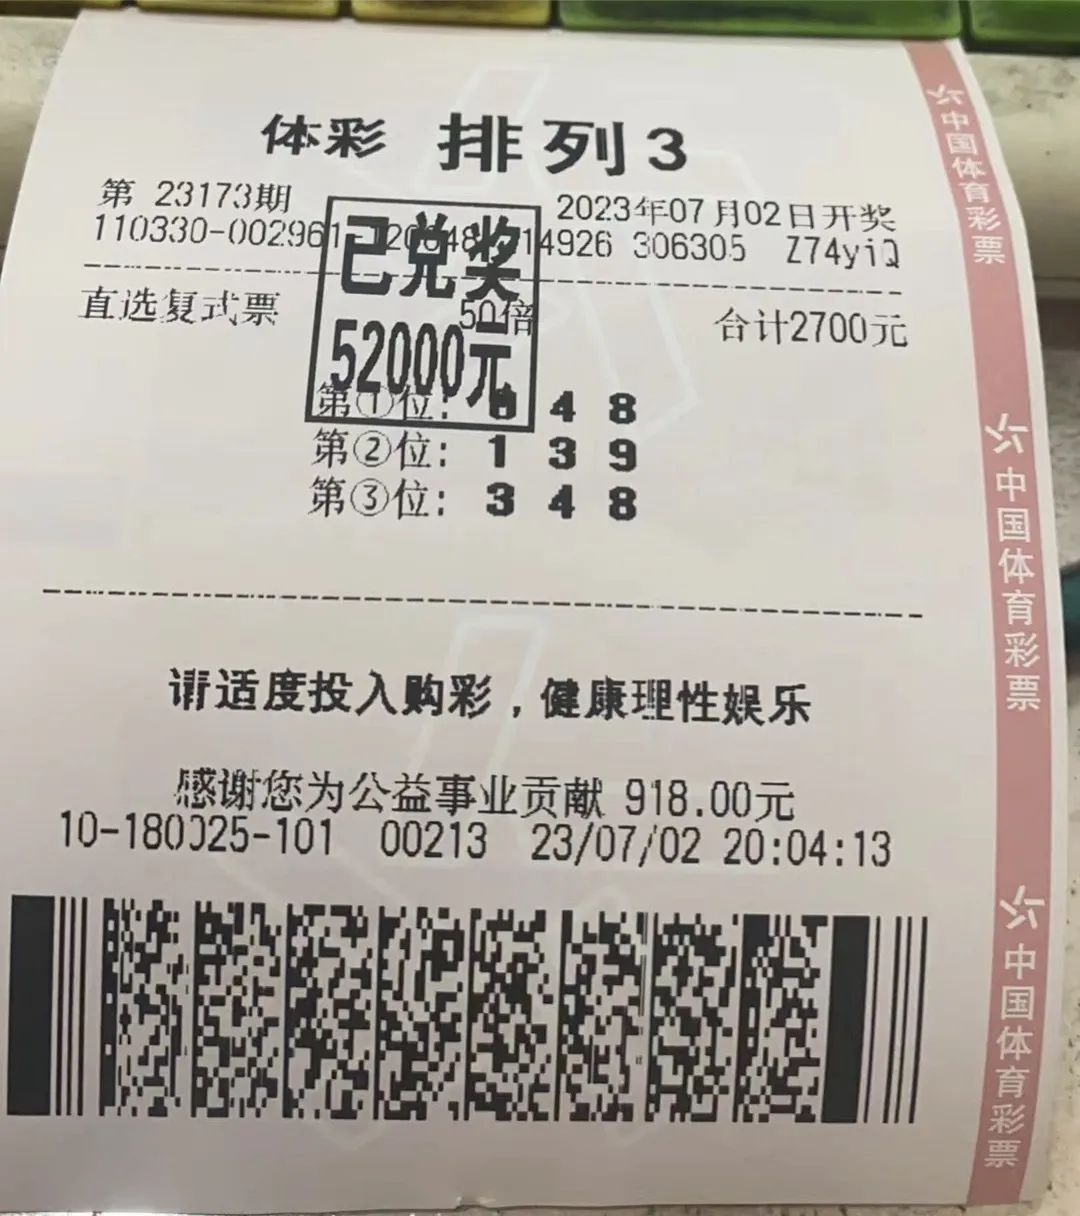 体彩 排列3
第 23173期 2023年07月02日开奖
110330-002961- 14926 306305 Z74yiQ
已兑奖
52000元
直选复式票 50倍 合计2700元
第①位: 4 8
第②位: 1 3 9
第③位: 3 4 8
请适度投入购彩，健康理性娱乐
感谢您为公益事业贡献 918.00元
10-180025-101 00213 23/07/02 20:04:13
中国体育彩票
中国体育彩票
中国体育彩票